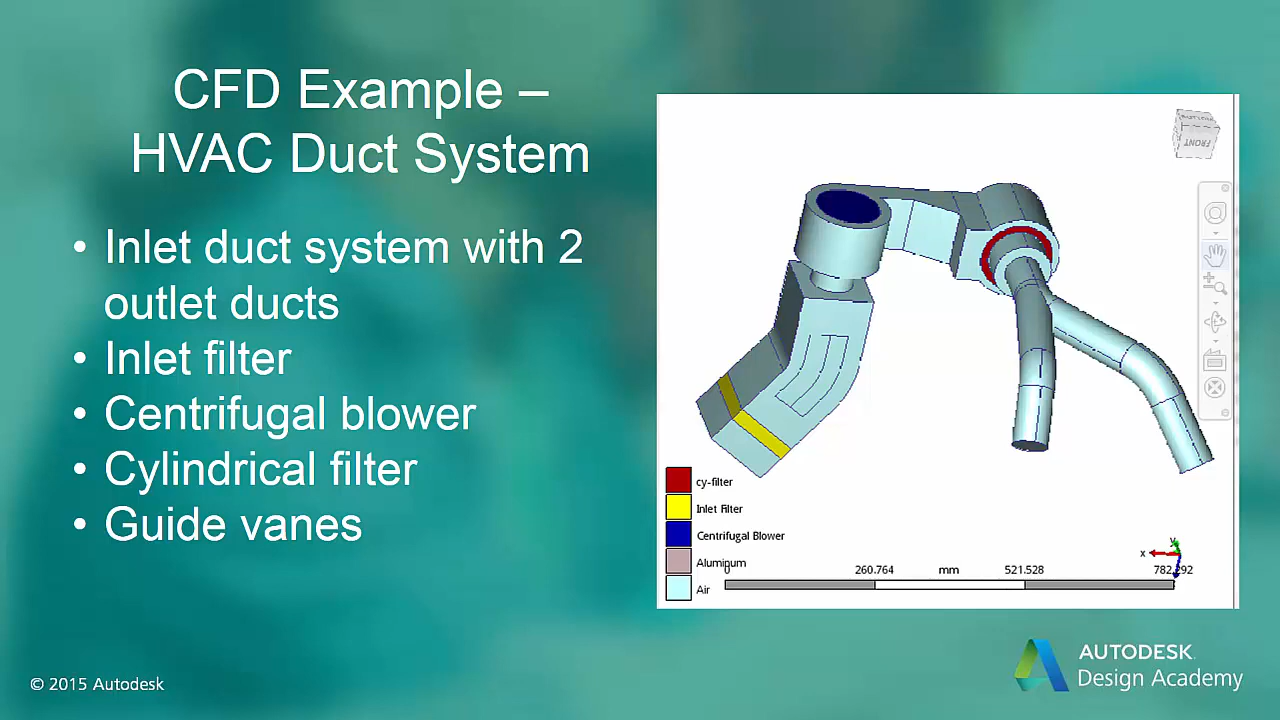 CFD Example –
HVAC Duct System
• Inlet duct system with 2
outlet ducts
• Inlet filter
• Centrifugal blower
• Cylindrical filter
• Guide vanes
FRONT
cy-filter
Inlet Filter
Centrifugal Blower
Aluminum
Air
0
260.764
mm
521.528
782.292
x
y
© 2015 Autodesk
AUTODESK.
Design Academy